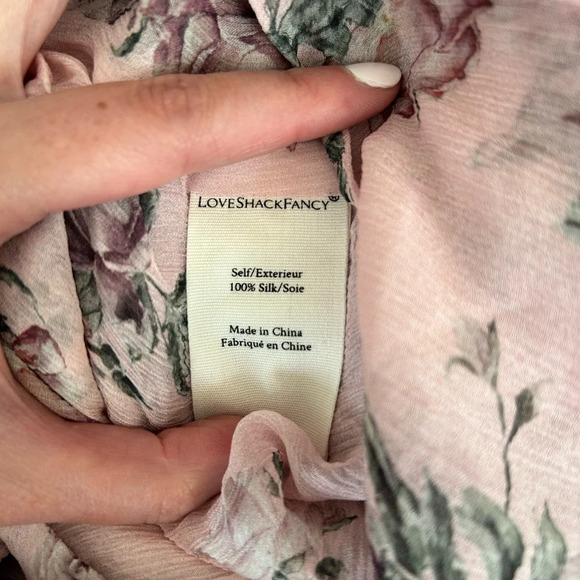 LOVESHACKFANCY®
Self/Exterieur
100% Silk/Soie
Made in China
Fabriqué en Chine